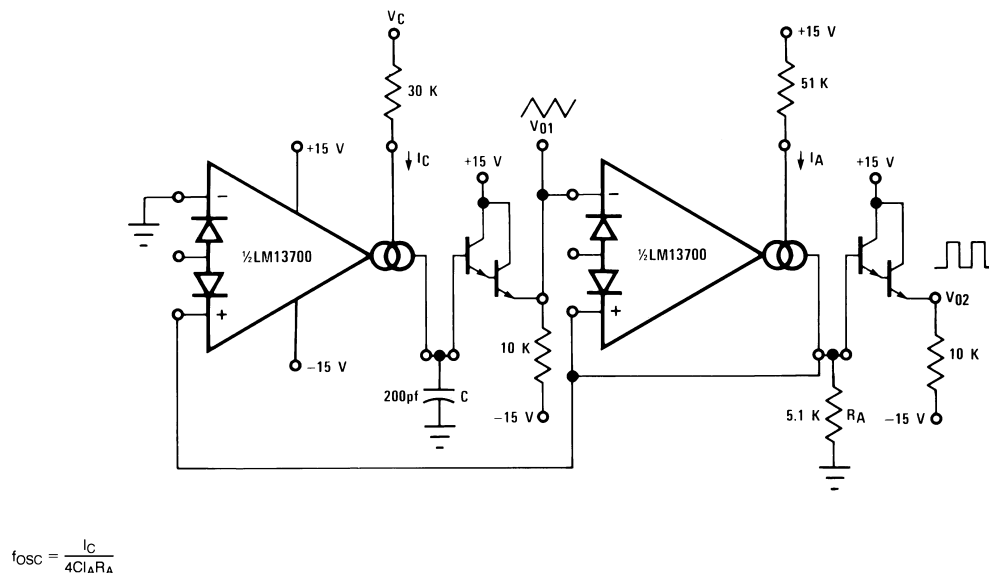 VC
30 K
IC
+15 V
-
½LM13700
+
−15 V
200pf
C
+15 V
V01
10 K
−15 V
+15 V
51 K
IA
-
½LM13700
+
+15 V
V02
10 K
−15 V
5.1 K
RA
fOSC = IC
4CIARA